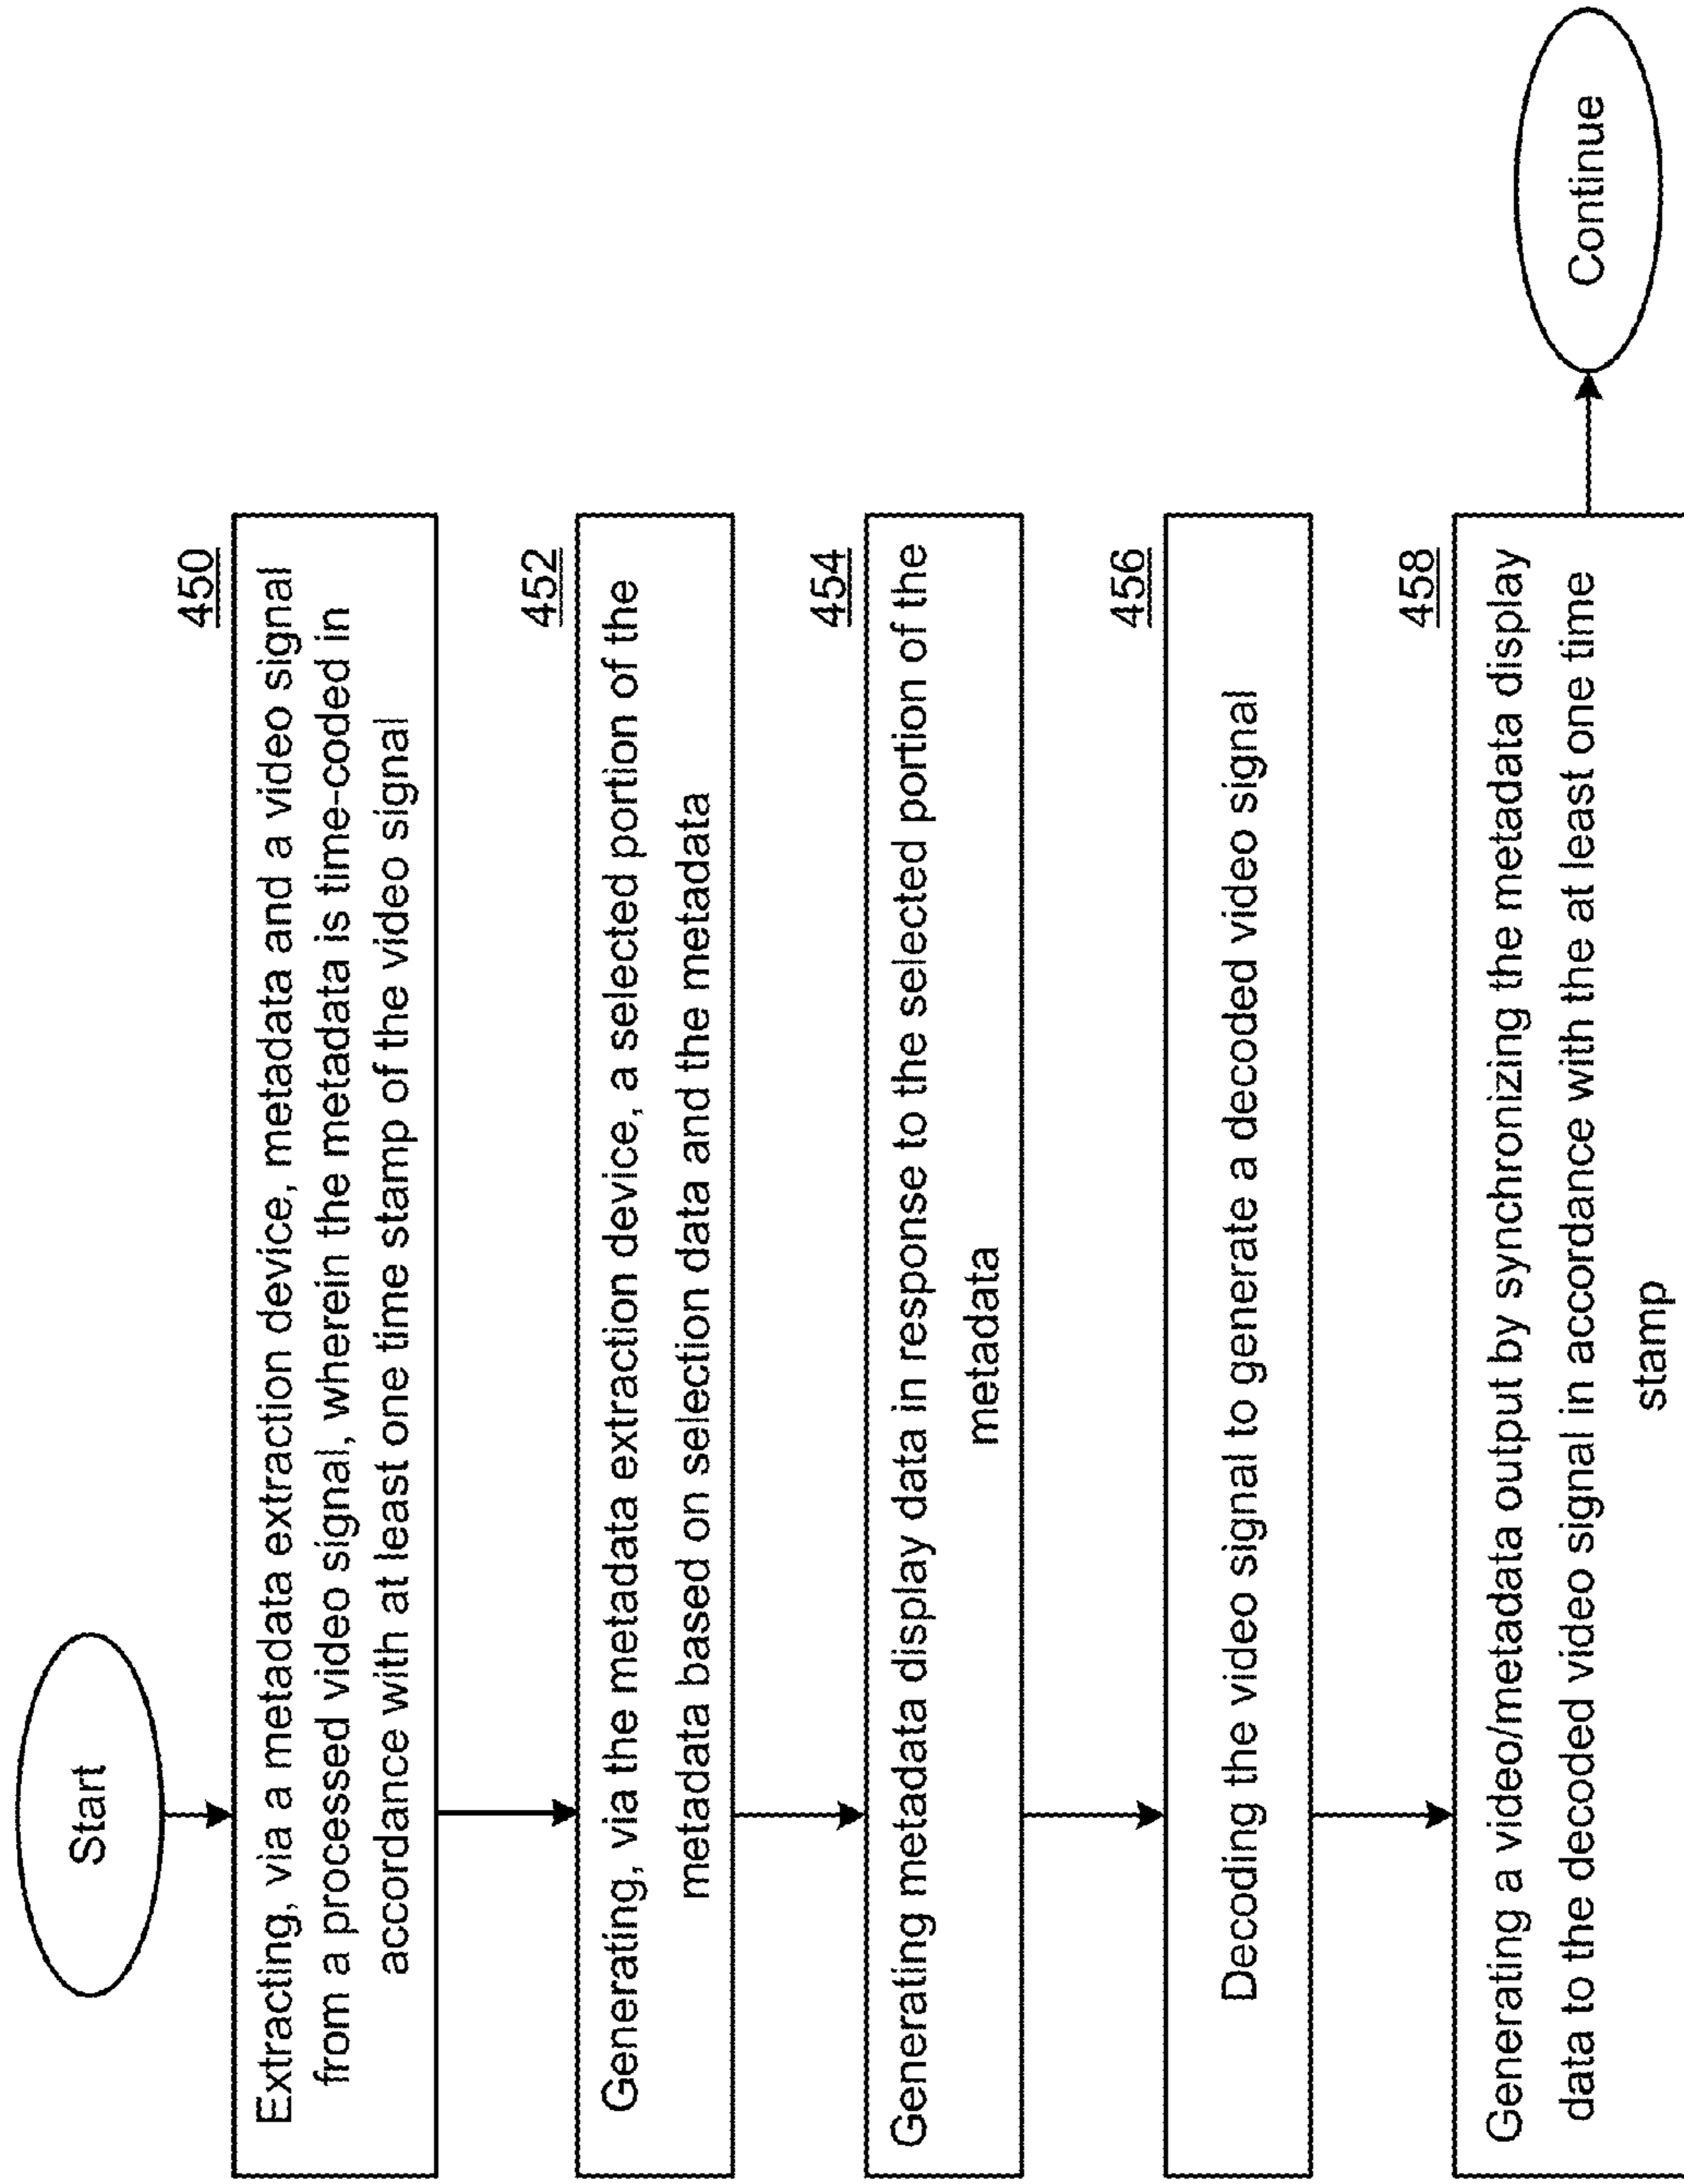 Start
450
Extracting, via a metadata extraction device, metadata and a video signal
from a processed video signal, wherein the metadata is time-coded in
accordance with at least one time stamp of the video signal
452
Generating, via the metadata extraction device, a selected portion of the
metadata based on selection data and the metadata
454
Generating metadata display data in response to the selected portion of the
metadata
456
Decoding the video signal to generate a decoded video signal
458
Generating a video/metadata output by synchronizing the metadata display
data to the decoded video signal in accordance with the at least one time
stamp
Continue